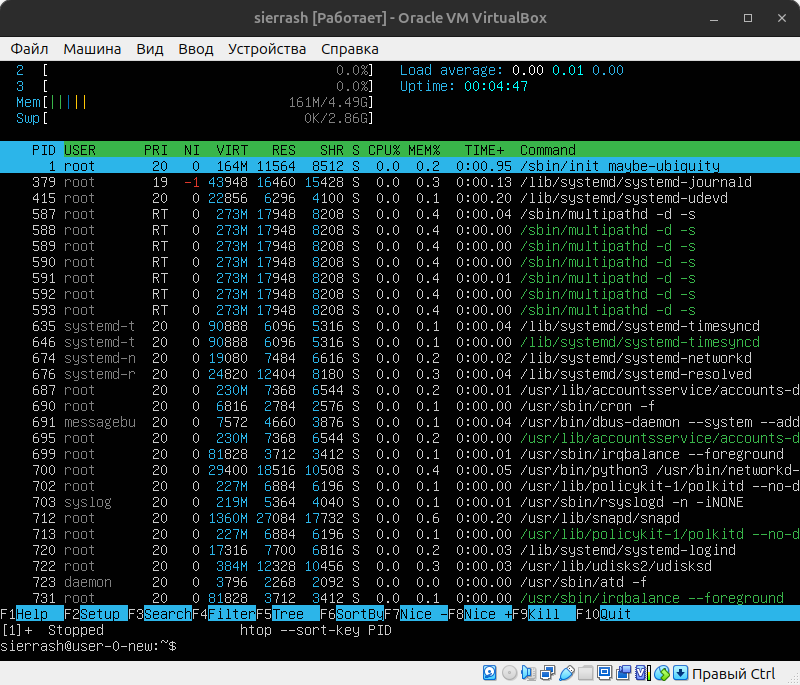 sierrash [Работает] - Oracle VM VirtualBox
Файл Машина Вид Ввод Устройства Справка
2 [ 0.0%] Load average: 0.00 0.01 0.00
3 [ 0.0%] Uptime: 00:04:47
Mem[||||| 161M/4.49G]
Swp[ 0K/2.86G]
PID USER PRI NI VIRT RES SHR S CPU% MEM% TIME+ Command
1 root 20 0 164M 11564 8512 S 0.0 0.2 0:00.95 /sbin/init maybe-ubiquity
379 root 19 -1 43948 16460 15428 S 0.0 0.3 0:00.13 /lib/systemd/systemd-journald
415 root 20 0 22856 6296 4100 S 0.0 0.1 0:00.20 /lib/systemd/systemd-udevd
587 root RT 0 273M 17948 8208 S 0.0 0.4 0:00.04 /sbin/multipathd -d -s
588 root RT 0 273M 17948 8208 S 0.0 0.4 0:00.00 /sbin/multipathd -d -s
589 root RT 0 273M 17948 8208 S 0.0 0.4 0:00.00 /sbin/multipathd -d -s
590 root RT 0 273M 17948 8208 S 0.0 0.4 0:00.00 /sbin/multipathd -d -s
591 root RT 0 273M 17948 8208 S 0.0 0.4 0:00.01 /sbin/multipathd -d -s
592 root RT 0 273M 17948 8208 S 0.0 0.4 0:00.00 /sbin/multipathd -d -s
593 root RT 0 273M 17948 8208 S 0.0 0.4 0:00.00 /sbin/multipathd -d -s
635 systemd-t 20 0 90888 6096 5316 S 0.0 0.1 0:00.04 /lib/systemd/systemd-timesyncd
646 systemd-t 20 0 90888 6096 5316 S 0.0 0.1 0:00.00 /lib/systemd/systemd-timesyncd
674 systemd-n 20 0 19080 7484 6616 S 0.0 0.2 0:00.02 /lib/systemd/systemd-networkd
676 systemd-r 20 0 24820 12404 8180 S 0.0 0.3 0:00.04 /lib/systemd/systemd-resolved
687 root 20 0 230M 7368 6544 S 0.0 0.2 0:00.01 /usr/lib/accountsservice/accounts-d
690 root 20 0 6816 2784 2576 S 0.0 0.1 0:00.00 /usr/sbin/cron -f
691 messagebu 20 0 7572 4660 3876 S 0.0 0.1 0:00.04 /usr/bin/dbus-daemon --system --add
695 root 20 0 230M 7368 6544 S 0.0 0.2 0:00.00 /usr/lib/accountsservice/accounts-d
699 root 20 0 81828 3712 3412 S 0.0 0.1 0:00.01 /usr/sbin/irqbalance --foreground
700 root 20 0 29400 18516 10508 S 0.0 0.4 0:00.05 /usr/bin/python3 /usr/bin/networkd-
702 root 20 0 227M 6884 6196 S 0.0 0.1 0:00.00 /usr/lib/policykit-1/polkitd --no-d
703 syslog 20 0 219M 5364 4040 S 0.0 0.1 0:00.01 /usr/sbin/rsyslogd -n -iNONE
712 root 20 0 1360M 27084 17732 S 0.0 0.6 0:00.20 /usr/lib/snapd/snapd
713 root 20 0 227M 6884 6196 S 0.0 0.1 0:00.00 /usr/lib/policykit-1/polkitd --no-d
720 root 20 0 17316 7700 6816 S 0.0 0.2 0:00.03 /lib/systemd/systemd-logind
722 root 20 0 384M 12328 10456 S 0.0 0.3 0:00.03 /usr/lib/udisks2/udisksd
723 daemon 20 0 3796 2268 2092 S 0.0 0.0 0:00.00 /usr/sbin/atd -f
731 root 20 0 81828 3712 3412 S 0.0 0.1 0:00.00 /usr/sbin/irqbalance --foreground
F1Help F2Setup F3SearchF4FilterF5Tree F6SortByF7Nice -F8Nice +F9Kill F10Quit
[1]+ Stopped htop --sort-key PID
sierrash@user-0-new:~$
Правый Ctrl